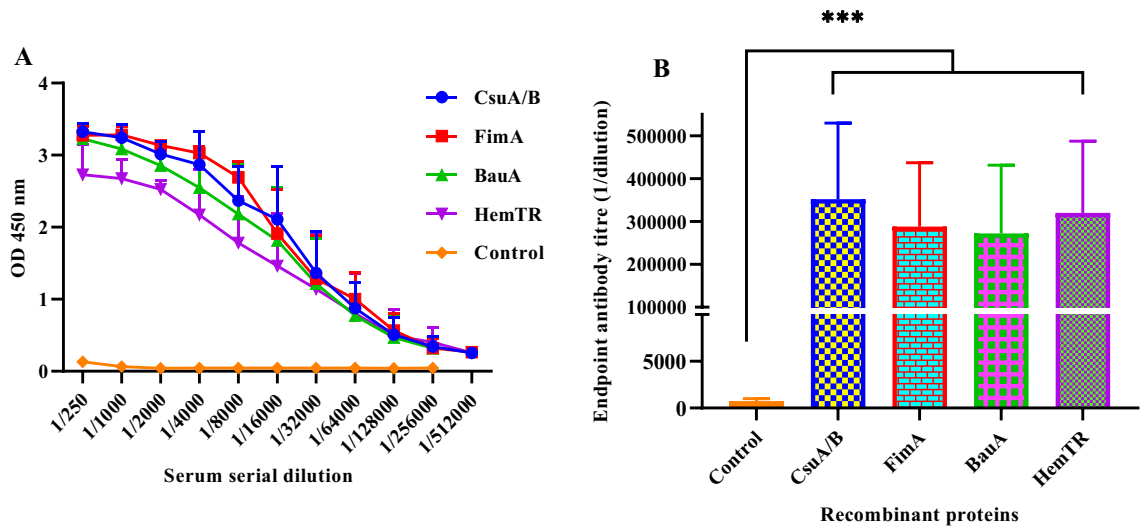 A
OD 450 nm
4
3
2
1
0
CsuA/B
FimA
BauA
HemTR
Control
1/250
1/1000
1/2000
1/4000
1/8000
1/16000
1/32000
1/64000
1/128000
1/256000
1/512000
Serum serial dilution
B
***
Endpoint antibody titre (1/dilution)
500000
400000
300000
200000
100000
5000
0
Control
CsuA/B
FimA
BauA
HemTR
Recombinant proteins